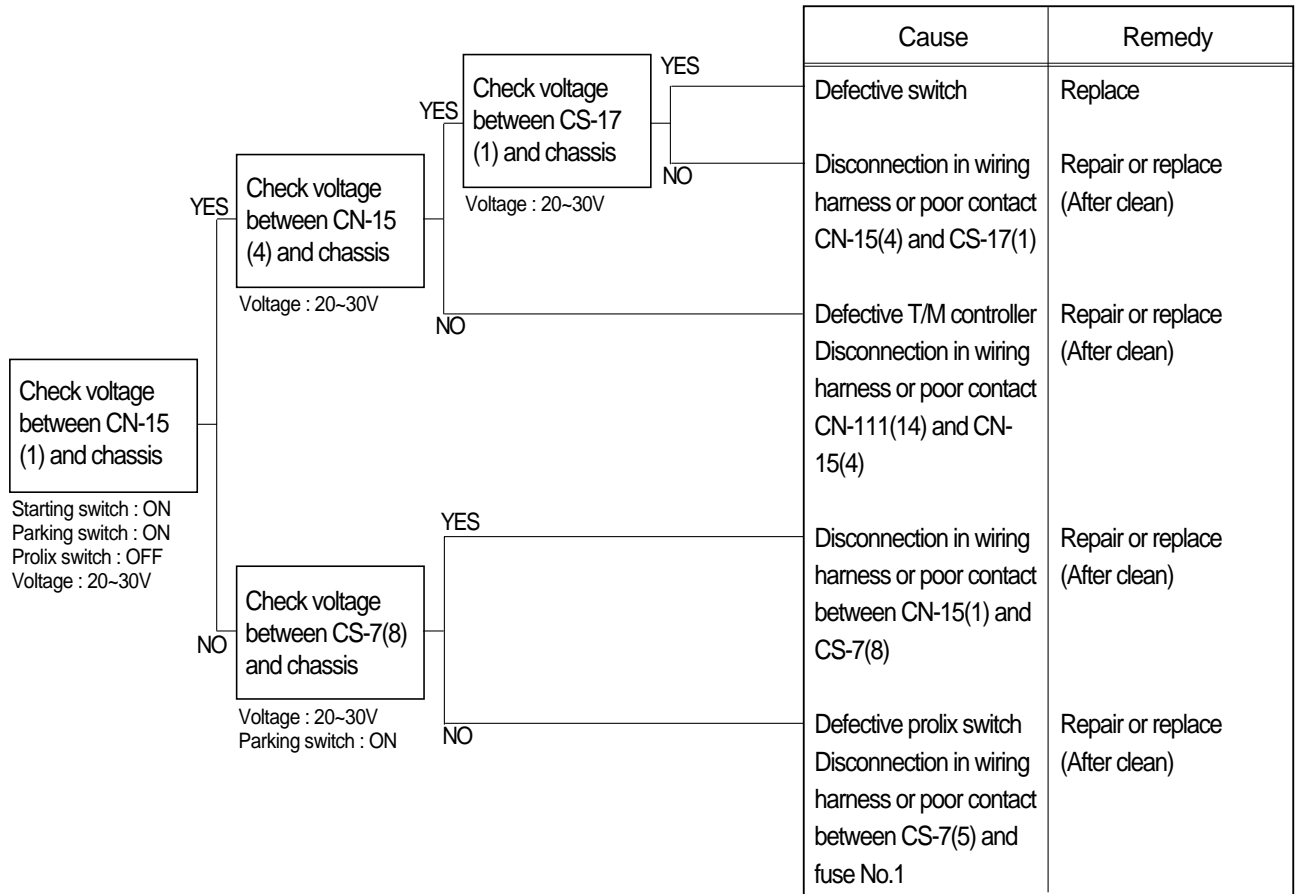 Check voltage
between CN-15
(1) and chassis
Starting switch : ON
Parking switch : ON
Prolix switch : OFF
Voltage : 20~30V
YES
Check voltage
between CN-15
(4) and chassis
Voltage : 20~30V
YES
Check voltage
between CS-17
(1) and chassis
Voltage : 20~30V
YES
NO
NO
NO
Check voltage
between CS-7(8)
and chassis
Voltage : 20~30V
Parking switch : ON
YES
NO
Cause
Remedy
Defective switch
Replace
Disconnection in wiring
harness or poor contact
CN-15(4) and CS-17(1)
Repair or replace
(After clean)
Defective T/M controller
Disconnection in wiring
harness or poor contact
CN-111(14) and CN-
15(4)
Repair or replace
(After clean)
Disconnection in wiring
harness or poor contact
between CN-15(1) and
CS-7(8)
Repair or replace
(After clean)
Defective prolix switch
Disconnection in wiring
harness or poor contact
between CS-7(5) and
fuse No.1
Repair or replace
(After clean)